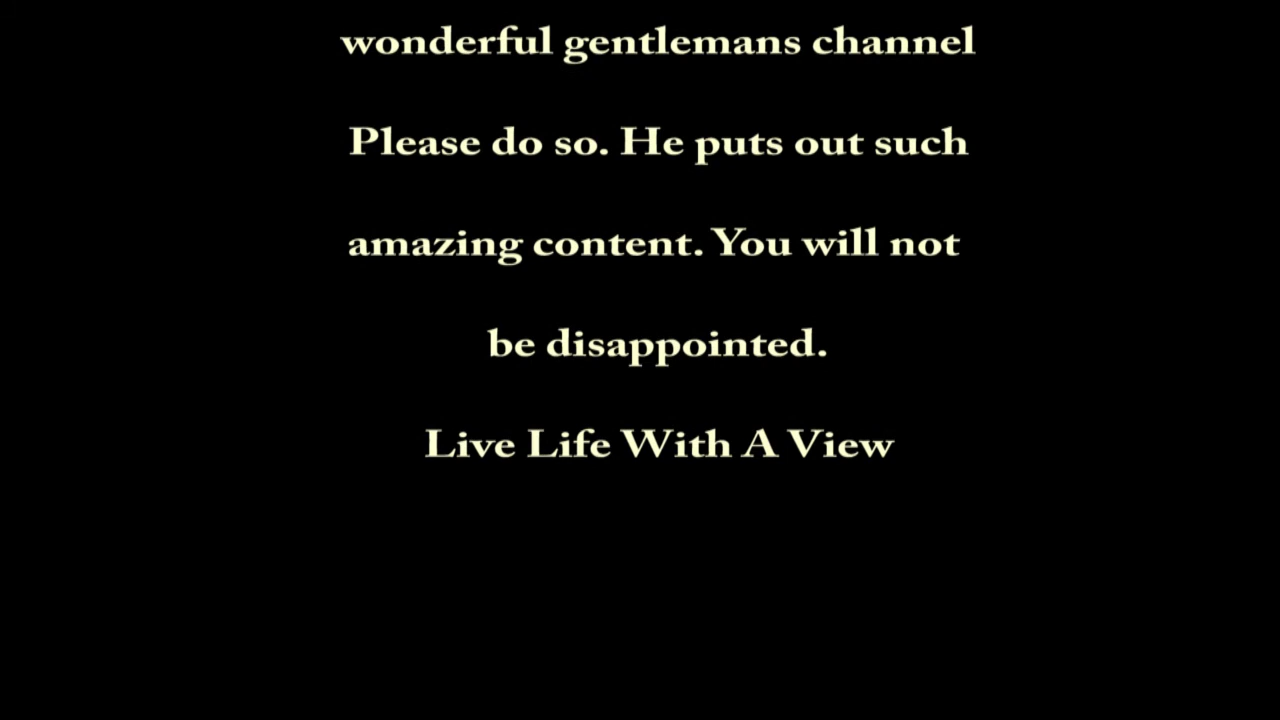 wonderful gentlemans channel
Please do so. He puts out such
amazing content. You will not
be disappointed.
Live Life With A View